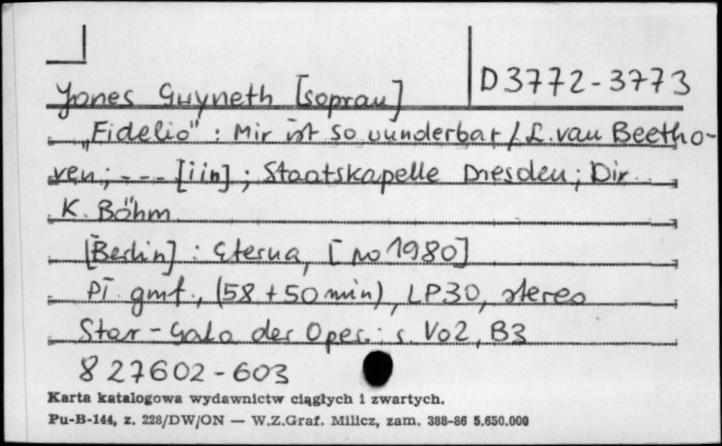 D 3772-3773
Jones Gwyneth [sopran]
„Fidelio" : Mir ist so wunderbar / L. van Beetho-
ven ; --- [i in] ; Staatskapelle Dresden ; Dir.
K. Böhm
[Berlin] : Eterna, [po 1980]
Pł. gmf., (58 + 50 min), LP30, stereo
Star-Gala der Oper : s. Vo2, B3
8 27602-603
Karta katalogowa wydawnictw ciągłych i zwartych.
Pu-B-144, z. 228/DW/ON — W.Z.Graf. Milicz, zam. 388-86 5.650.000